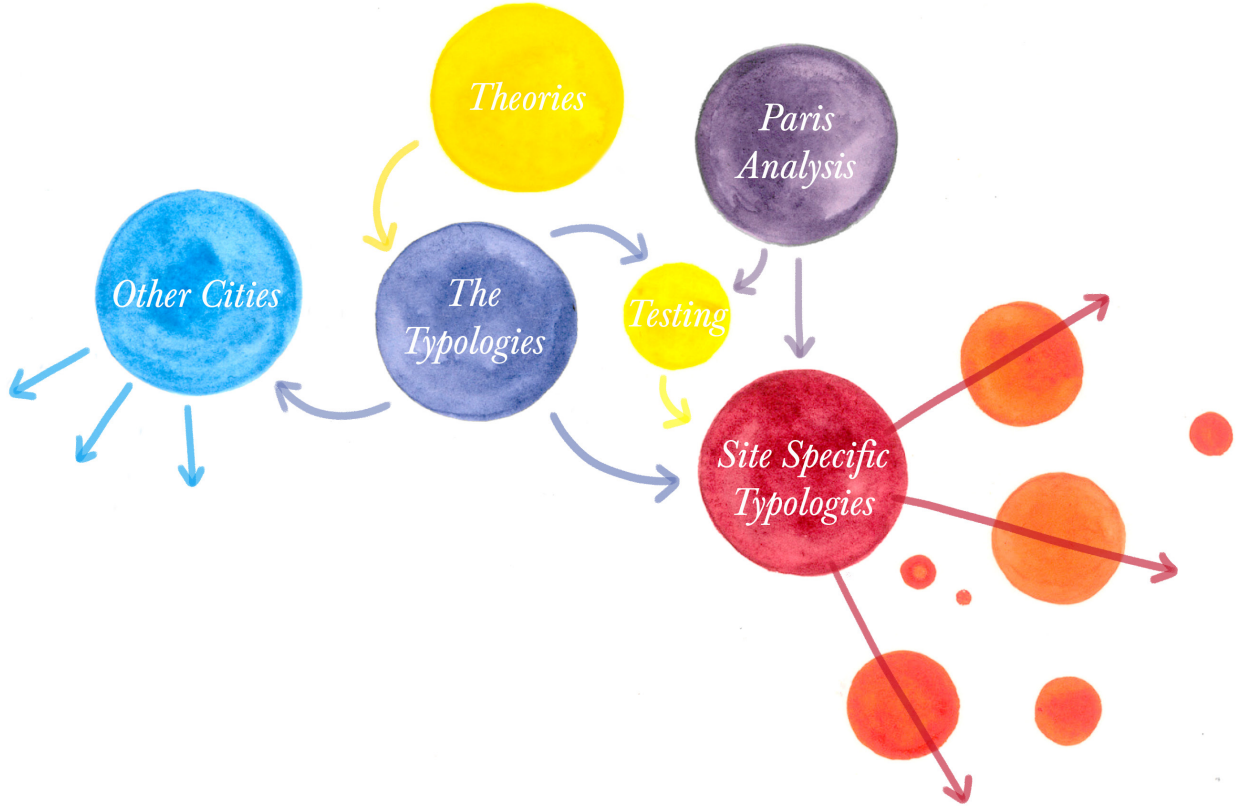 Theories
Paris
Analysis
Other Cities
The
Typologies
Testing
Site Specific
Typologies